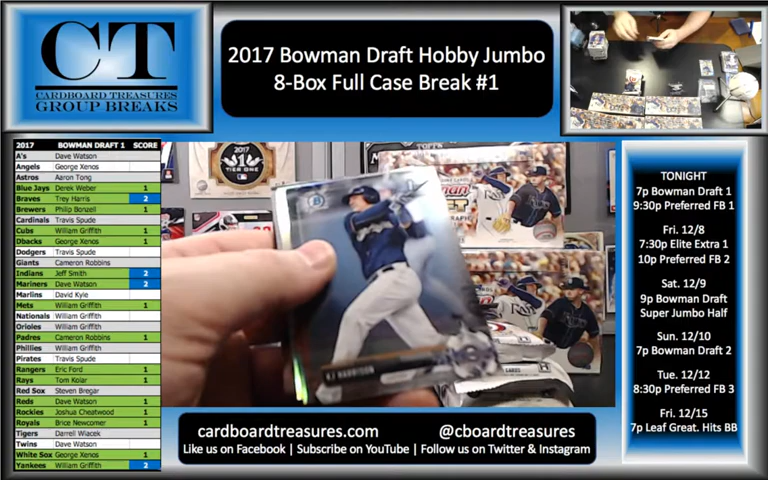 CT
CARDBOARD TREASURES
GROUP BREAKS
2017 Bowman Draft Hobby Jumbo
8-Box Full Case Break #1
2017 BOWMAN DRAFT 1 SCORE
A's Dave Watson
Angels George Xenos
Astros Aaron Tong
Blue Jays Derek Weber 1
Braves Trey Harris 2
Brewers Philip Bonzell 1
Cardinals Travis Spude
Cubs William Griffith 1
Dbacks George Xenos 1
Dodgers Travis Spude
Giants Cameron Robbins
Indians Jeff Smith 2
Mariners Dave Watson 2
Marlins David Kyle
Mets William Griffith 1
Nationals William Griffith
Orioles William Griffith
Padres Cameron Robbins 1
Phillies William Griffith
Pirates Travis Spude
Rangers Eric Ford 1
Rays Tom Kolar 1
Red Sox Steven Bregar
Reds Dave Watson 1
Rockies Joshua Cheatwood 1
Royals Brice Newcomer 1
Tigers Darrell Wiacek
Twins Dave Watson
White Sox George Xenos 1
Yankees William Griffith 2
2017
TIER ONE
TOPPS
KJ HARRISON
CARDS
TONIGHT
7p Bowman Draft 1
9:30p Preferred FB 1
Fri. 12/8
7:30p Elite Extra 1
10p Preferred FB 2
Sat. 12/9
9p Bowman Draft
Super Jumbo Half
Sun. 12/10
7p Bowman Draft 2
Tue. 12/12
8:30p Preferred FB 3
Fri. 12/15
7p Leaf Great. Hits BB
cardboardtreasures.com @cboardtreasures
Like us on Facebook | Subscribe on YouTube | Follow us on Twitter & Instagram